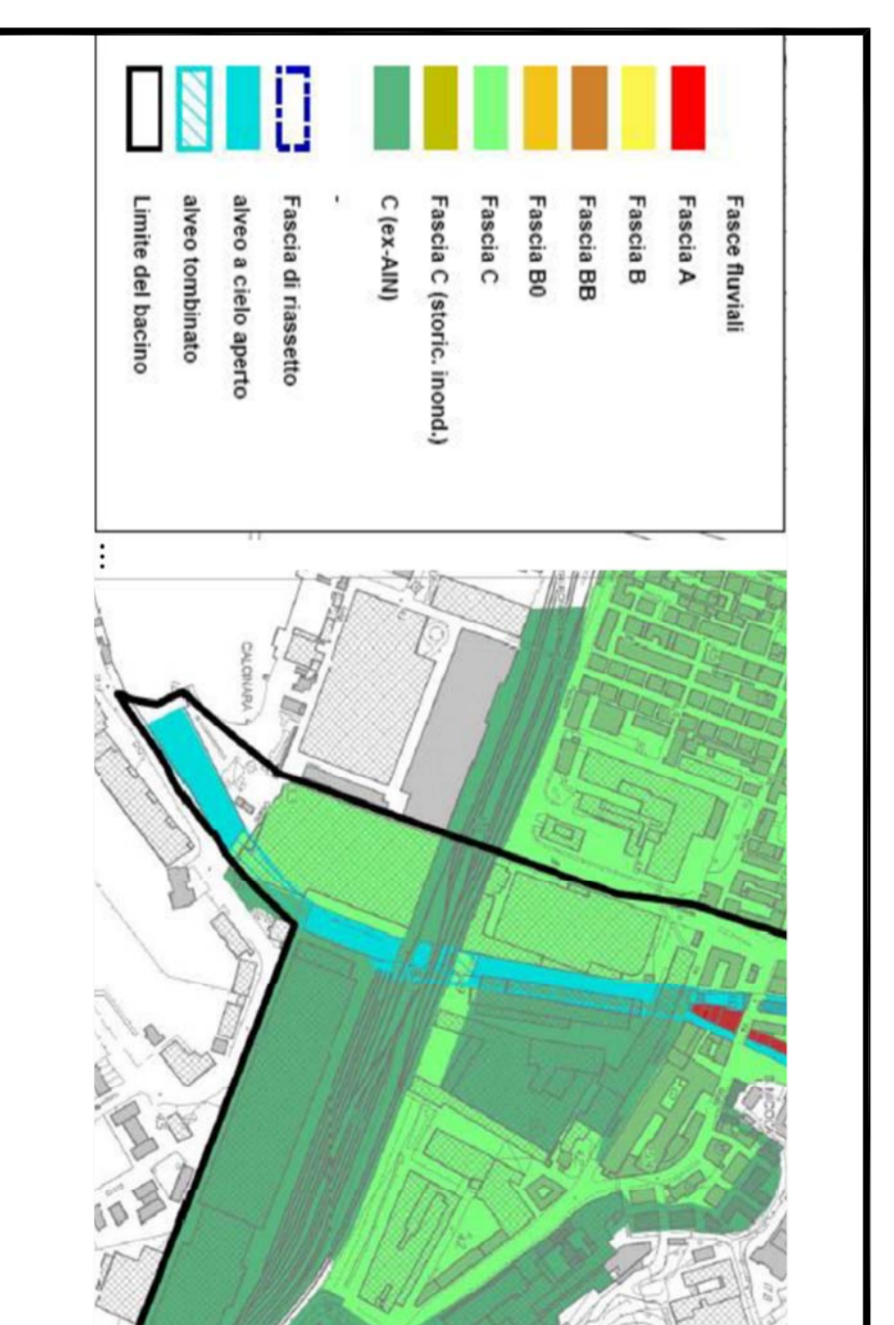 Fasce fluviali
Fascia A
Fascia B
Fascia BB
Fascia B0
Fascia C
Fascia C (storic. inond.)
C (ex-AIN)
-
Fascia di riassetto
alveo a cielo aperto
alveo tombinato
Limite del bacino
...
CALCINARA